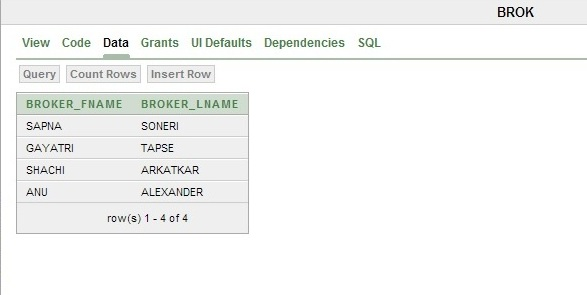 BROK
View Code Data Grants UI Defaults Dependencies SQL
Query Count Rows Insert Row
BROKER_FNAME BROKER_LNAME
SAPNA SONERI
GAYATRI TAPSE
SHACHI ARKATKAR
ANU ALEXANDER
row(s) 1 - 4 of 4